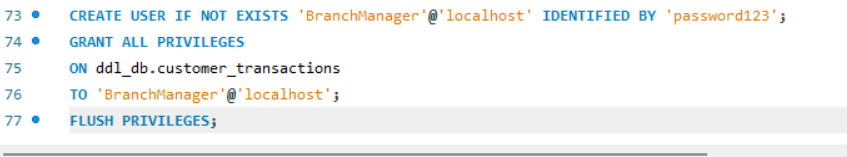 73 CREATE USER IF NOT EXISTS 'BranchManager'@'localhost' IDENTIFIED BY 'password123';
74 GRANT ALL PRIVILEGES
75 ON ddl_db.customer_transactions
76 TO 'BranchManager'@'localhost';
77 FLUSH PRIVILEGES;